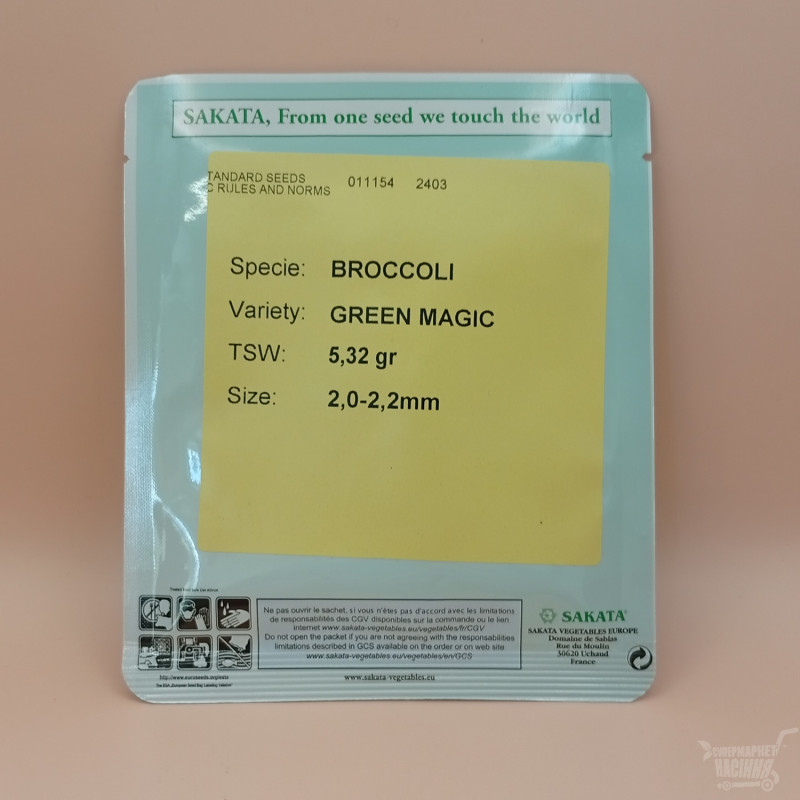 SAKATA, From one seed we touch the world
TANDARD SEEDS 011154 2403
C RULES AND NORMS
Specie: BROCCOLI
Variety: GREEN MAGIC
TSW: 5,32 gr
Size: 2,0-2,2mm
Ne pas ouvrir le sachet, si vous n'êtes pas d'accord avec les limitations
de responsabilités des CGV disponibles sur la commande ou le lien
internet www.sakata-vegetables.eu/vegetables/fr/CGV
Do not open the packet if you are not agreeing with the responsabilities
limitations described in GCS available on the order or on web site
www.sakata-vegetables.eu/vegetables/en/GCS
SAKATA®
SAKATA VEGETABLES EUROPE
Domaine de Sablas
Rue du Moulin
30620 Uchaud
France
www.sakata-vegetables.eu
СУПЕРМАРКЕТ
НАСІННЯ